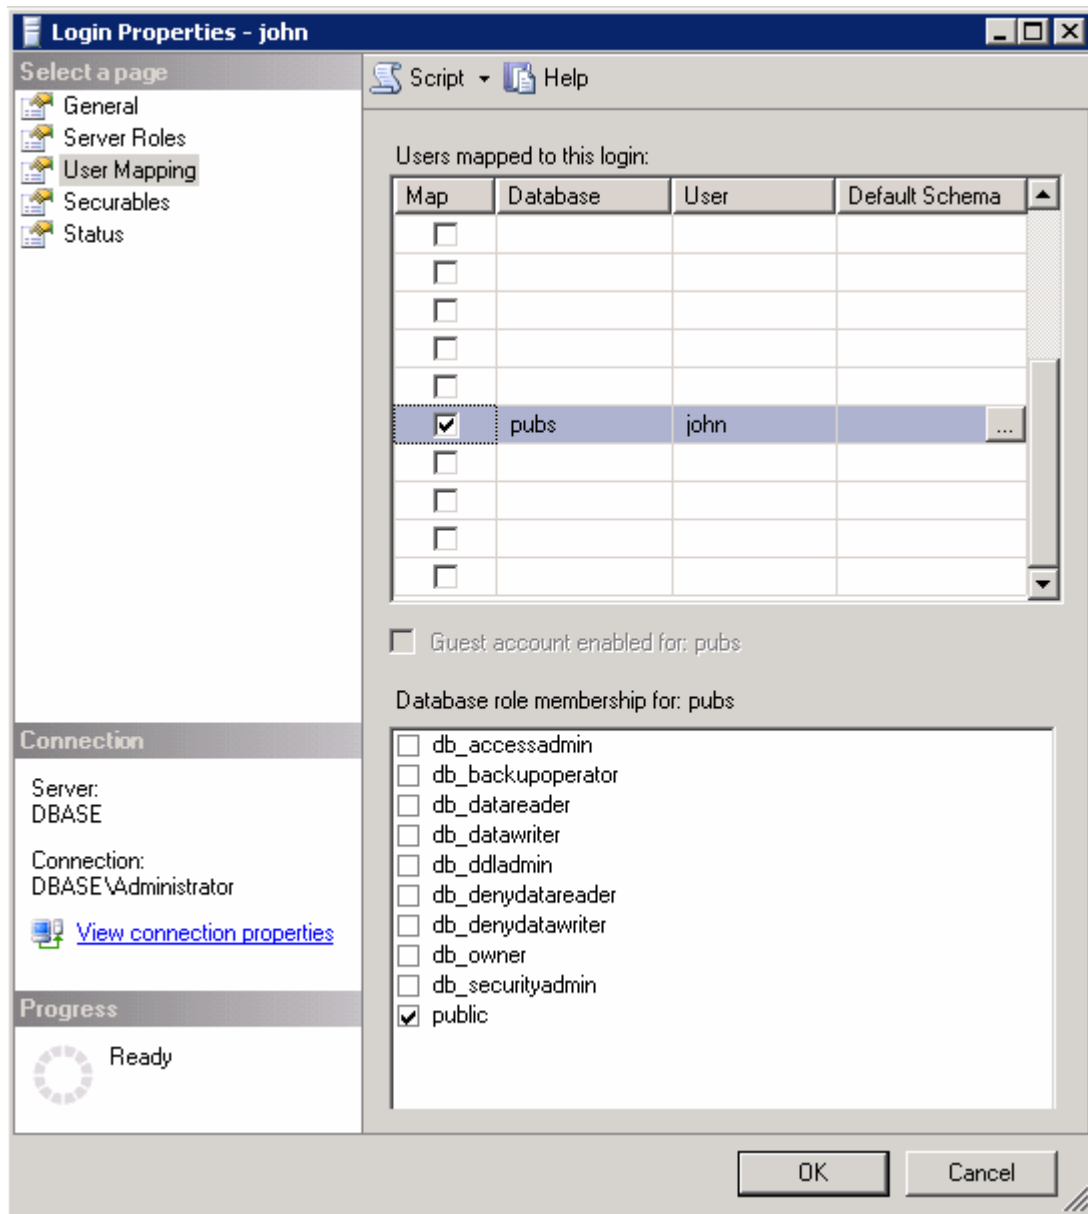 Login Properties - john
Select a page
General
Server Roles
User Mapping
Securables
Status
Connection
Server:
DBASE
Connection:
DBASE\Administrator
View connection properties
Progress
Ready
Script Help
Users mapped to this login:
Map Database User Default Schema
pubs john ...
Guest account enabled for: pubs
Database role membership for: pubs
db_accessadmin
db_backupoperator
db_datareader
db_datawriter
db_ddladmin
db_denydatareader
db_denydatawriter
db_owner
db_securityadmin
public
OK Cancel